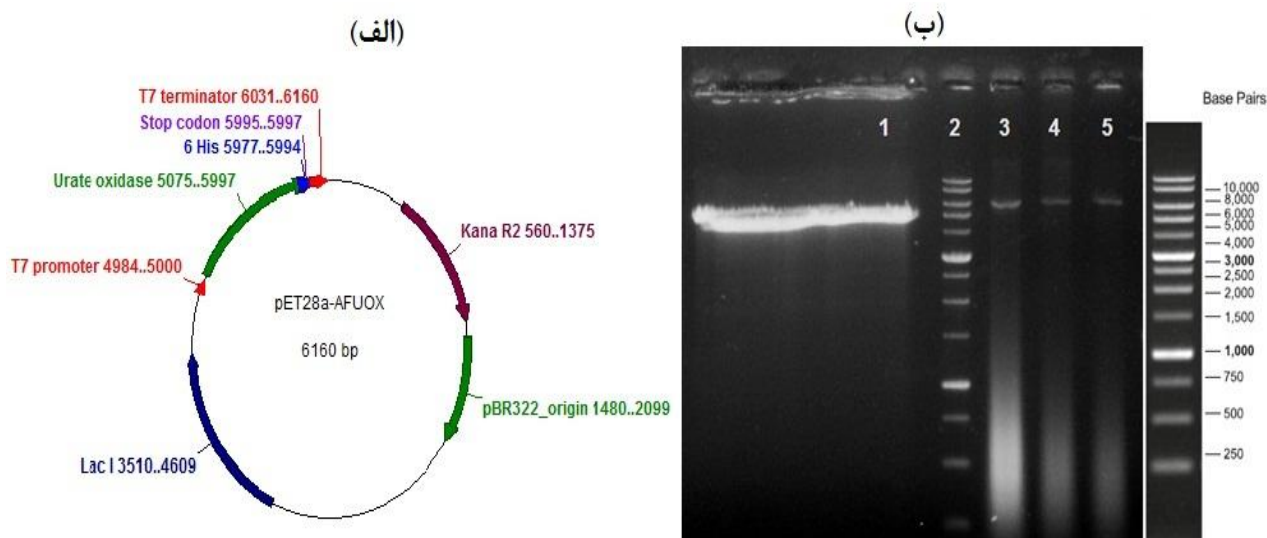 (الف)
T7 terminator 6031..6160
Stop codon 5995..5997
6 His 5977..5994
Urate oxidase 5075..5997
T7 promoter 4984..5000
Kana R2 560..1375
pET28a-AFUOX
6160 bp
pBR322_origin 1480..2099
Lac I 3510..4609
(ب)
1 2 3 4 5
Base Pairs
10,000
8,000
6,000
5,000
4,000
3,000
2,500
2,000
1,500
1,000
750
500
250